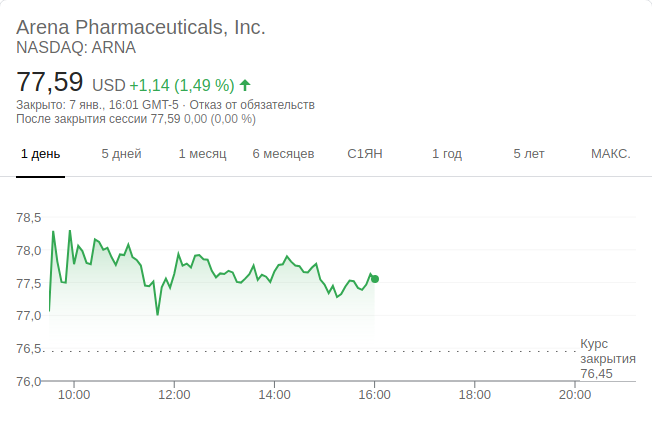 Arena Pharmaceuticals, Inc.
NASDAQ: ARNA
77,59 USD +1,14 (1,49 %)
Закрыто: 7 янв., 16:01 GMT-5 · Отказ от обязательств
После закрытия сессии 77,59 0,00 (0,00 %)
1 день 5 дней 1 месяц 6 месяцев С1ЯН 1 год 5 лет МАКС.
78,5
78,0
77,5
77,0
76,5
76,0
Курс
закрытия
76,45
10:00 12:00 14:00 16:00 18:00 20:00